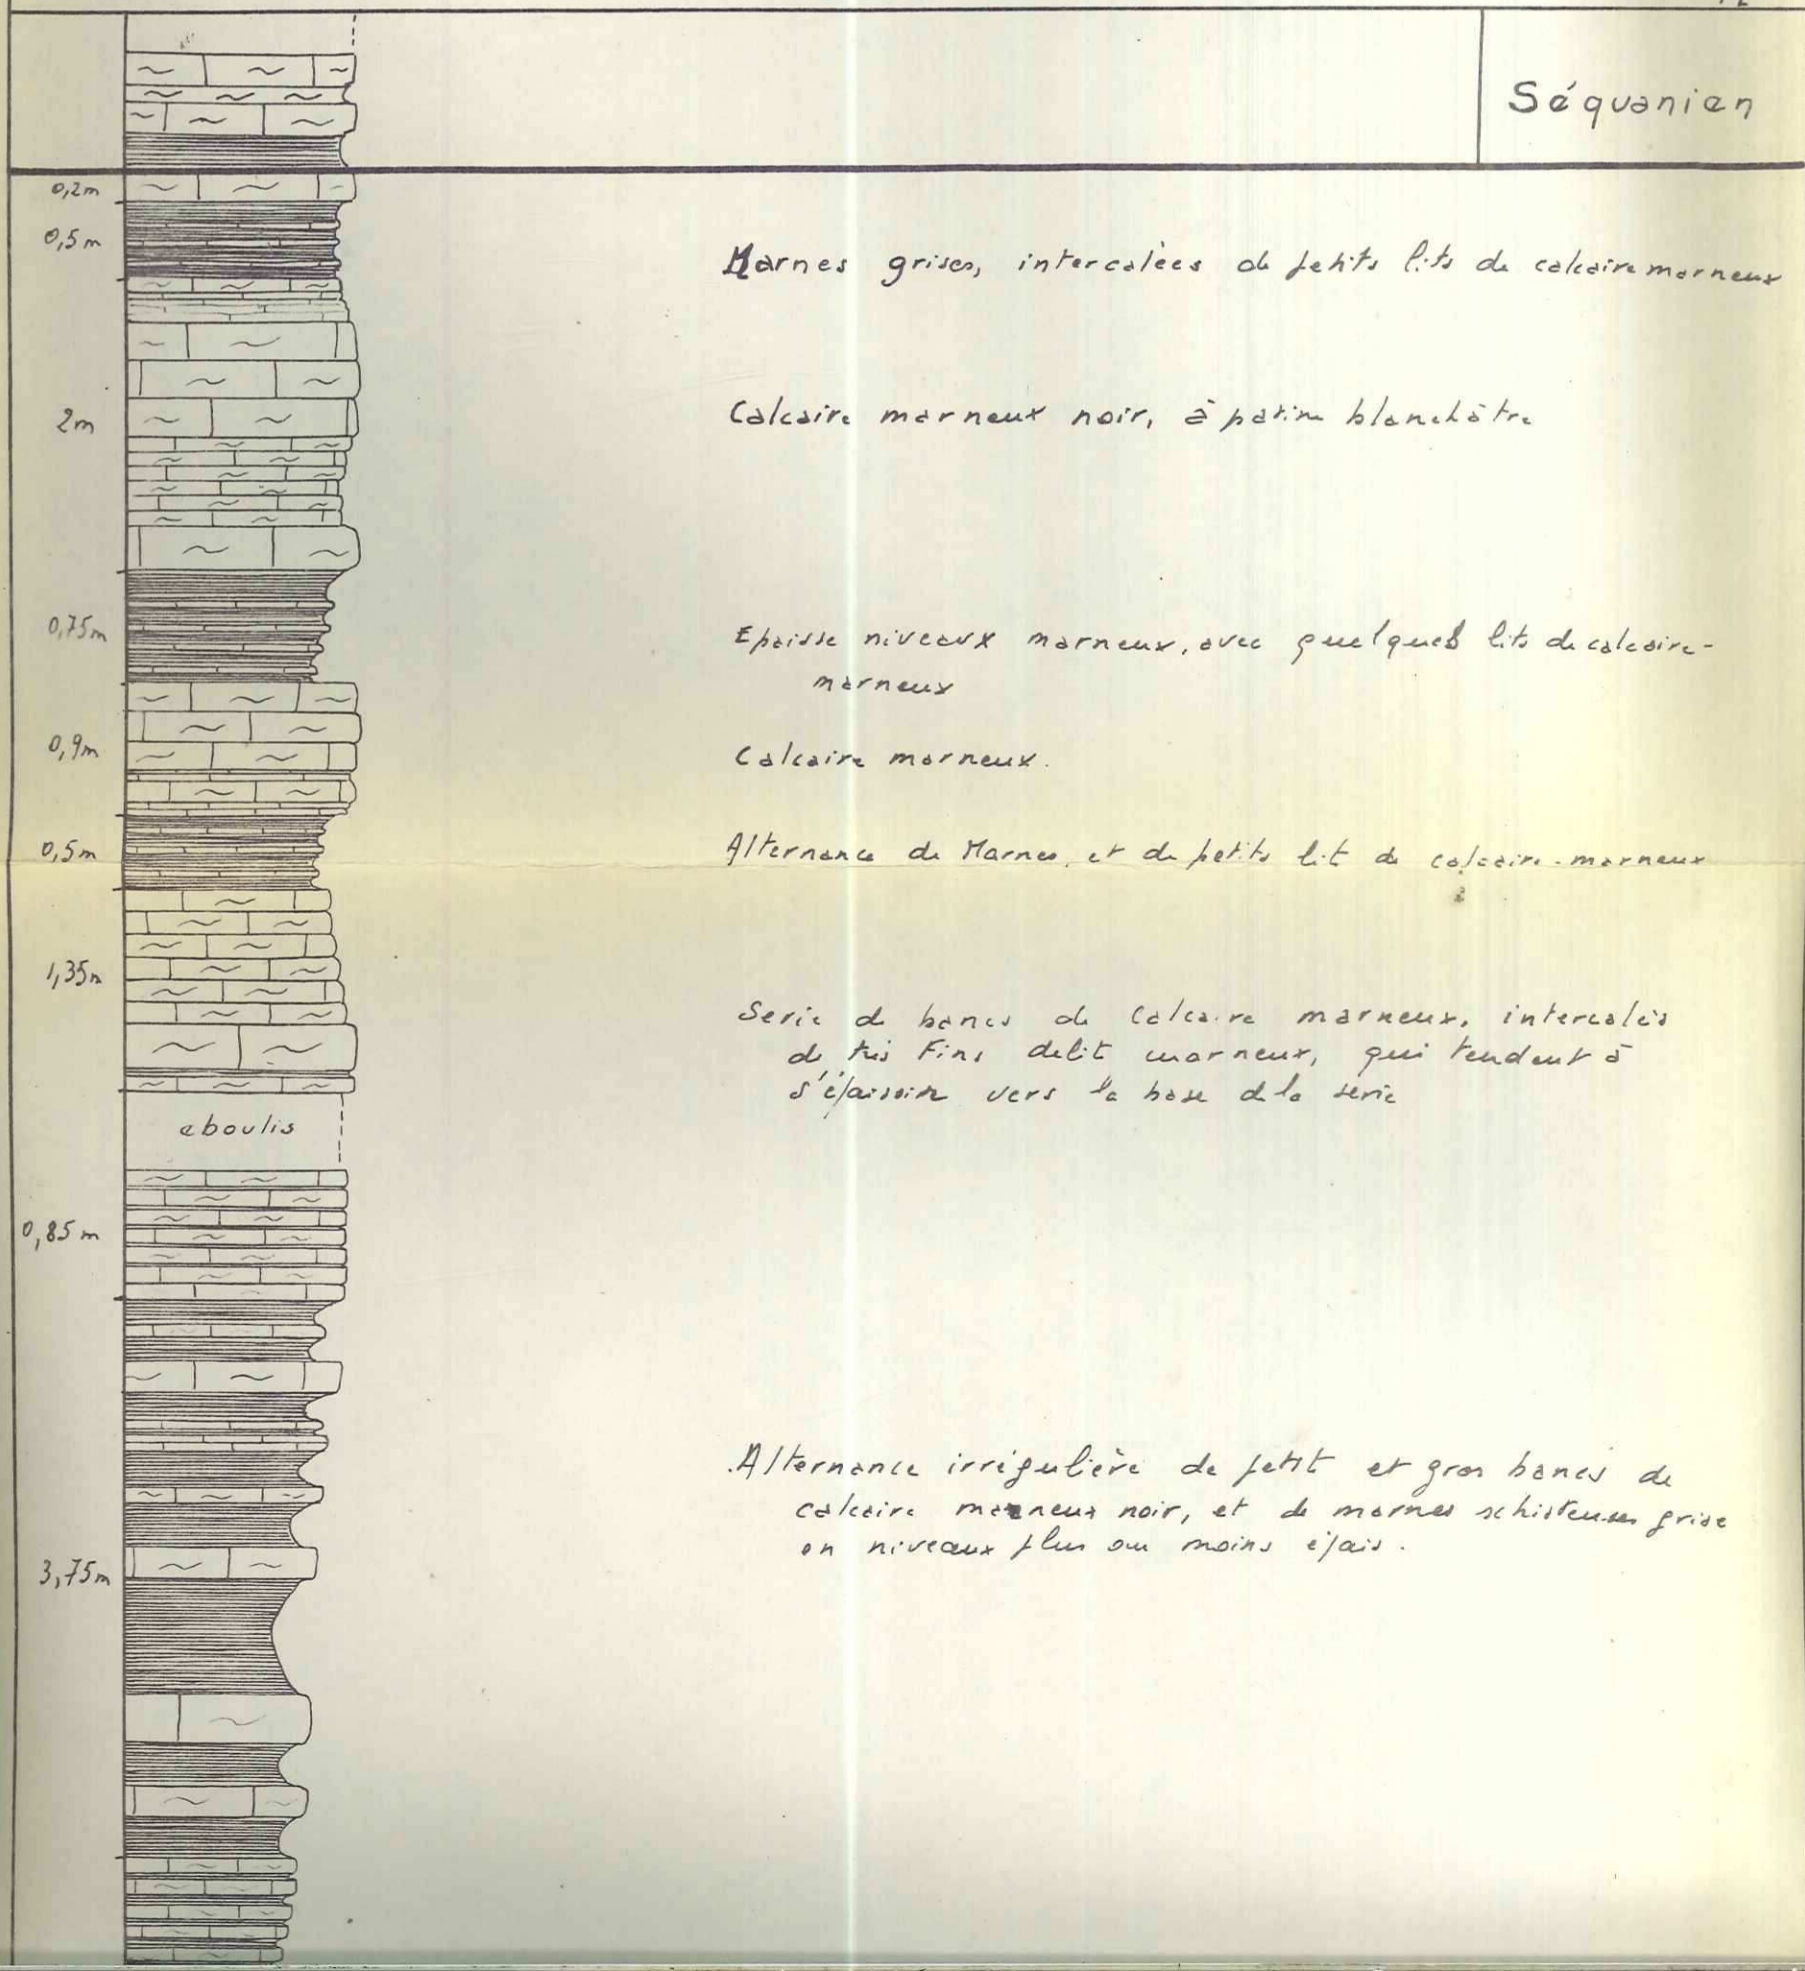 Séquanien
0,2m
0,5m
Marnes grises, intercalées de petits lits de calcaire marneux
2m
Calcaire marneux noir, à patine blanchâtre
0,75m
Epaisse niveaux marneux, avec quelques lits de calcaire-
marneux
0,9m
Calcaire marneux.
0,5m
Alternance de Marnes, et de petits lit de calcaire-marneux
1,35m
Serie de bancs de Calcaire marneux, intercalés
de très Fins delit marneux, qui tendent à
s'épaissir vers la base de la serie
eboulis
0,85m
Alternance irrégulière de petit et gros bancs de
calcaire marneux noir, et de marnes schisteuses grise
en niveaux plus ou moins épais.
3,75m